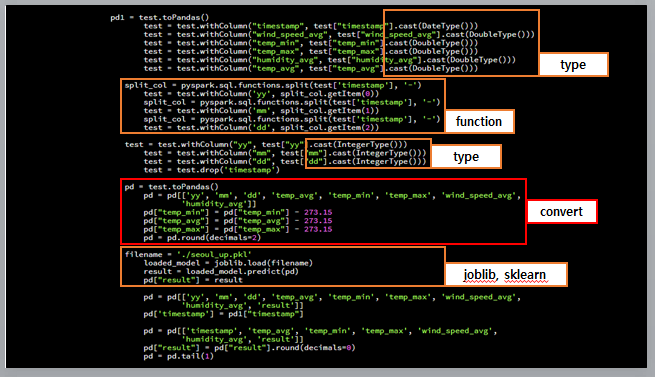 pd1 = test.toPandas()
test = test.withColumn("timestamp", test["timestamp"].cast(DateType()))
test = test.withColumn("wind_speed_avg", test["wind_speed_avg"].cast(DoubleType()))
test = test.withColumn("temp_min", test["temp_min"].cast(DoubleType()))
test = test.withColumn("temp_max", test["temp_max"].cast(DoubleType()))
test = test.withColumn("humidity_avg", test["humidity_avg"].cast(DoubleType()))
test = test.withColumn("temp_avg", test["temp_avg"].cast(DoubleType()))
type
split_col = pyspark.sql.functions.split(test['timestamp'], '-')
test = test.withColumn('yy', split_col.getItem(0))
split_col = pyspark.sql.functions.split(test['timestamp'], '-')
test = test.withColumn('mm', split_col.getItem(1))
split_col = pyspark.sql.functions.split(test['timestamp'], '-')
test = test.withColumn('dd', split_col.getItem(2))
function
test = test.withColumn("yy", test["yy"].cast(IntegerType()))
test = test.withColumn("mm", test["mm"].cast(IntegerType()))
test = test.withColumn("dd", test["dd"].cast(IntegerType()))
test = test.drop('timestamp')
type
pd = test.toPandas()
pd = pd[['yy', 'mm', 'dd', 'temp_avg', 'temp_min', 'temp_max', 'wind_speed_avg',
'humidity_avg']]
pd["temp_min"] = pd["temp_min"] - 273.15
pd["temp_avg"] = pd["temp_avg"] - 273.15
pd["temp_max"] = pd["temp_max"] - 273.15
pd = pd.round(decimals=2)
convert
filename = './seoul_up.pkl'
loaded_model = joblib.load(filename)
result = loaded_model.predict(pd)
pd["result"] = result
joblib, sklearn
pd = pd[['yy', 'mm', 'dd', 'temp_avg', 'temp_min', 'temp_max', 'wind_speed_avg',
'humidity_avg', 'result']]
pd['timestamp'] = pd1["timestamp"]
pd = pd[['timestamp', 'temp_avg', 'temp_min', 'temp_max', 'wind_speed_avg',
'humidity_avg', 'result']]
pd["result"] = pd["result"].round(decimals=0)
pd = pd.tail(1)